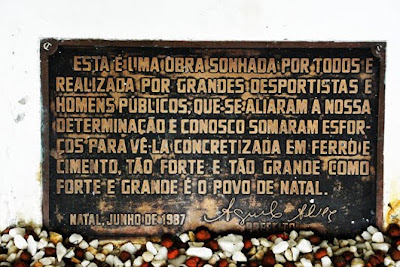 ESTA É UMA OBRA SONHADA POR TODOS E
REALIZADA POR GRANDES DESPORTISTAS E
HOMENS PÚBLICOS, QUE SE ALIARAM À NOSSA
DETERMINAÇÃO E CONOSCO SOMARAM ESFOR-
ÇOS PARA VÊ-LA CONCRETIZADA EM FERRO E
CIMENTO, TÃO FORTE E TÃO GRANDE COMO
FORTE E GRANDE É O POVO DE NATAL.
NATAL, JUNHO DE 1987